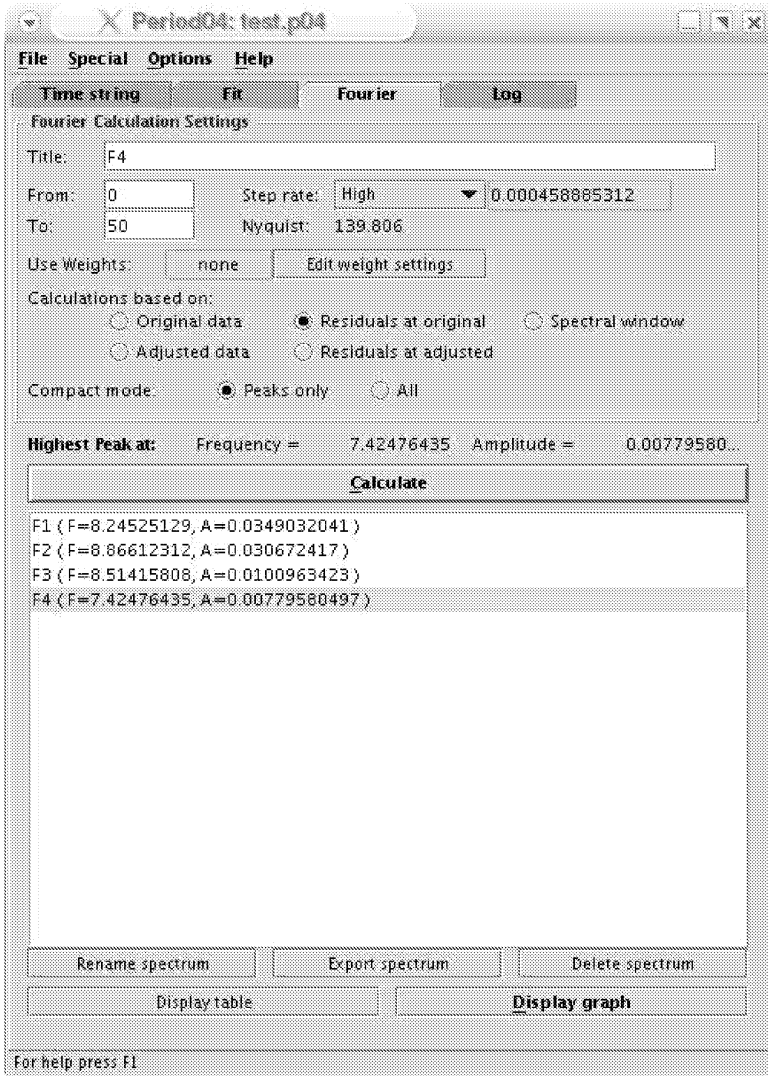 Period04: test.p04
File Special Options Help
Time string Fit Fourier Log
Fourier Calculation Settings
Title: F4
From: 0 Step rate: High 0.000458885312
To: 50 Nyquist: 139.806
Use Weights: none Edit weight settings
Calculations based on:
Original data Residuals at original Spectral window
Adjusted data Residuals at adjusted
Compact mode: Peaks only All
Highest Peak at: Frequency = 7.42476435 Amplitude = 0.00779580...
Calculate
F1 ( F=8.24525129, A=0.0349032041 )
F2 ( F=8.86612312, A=0.030672417 )
F3 ( F=8.51415808, A=0.0100963423 )
F4 ( F=7.42476435, A=0.00779580497 )
Rename spectrum Export spectrum Delete spectrum
Display table Display graph
For help press F1